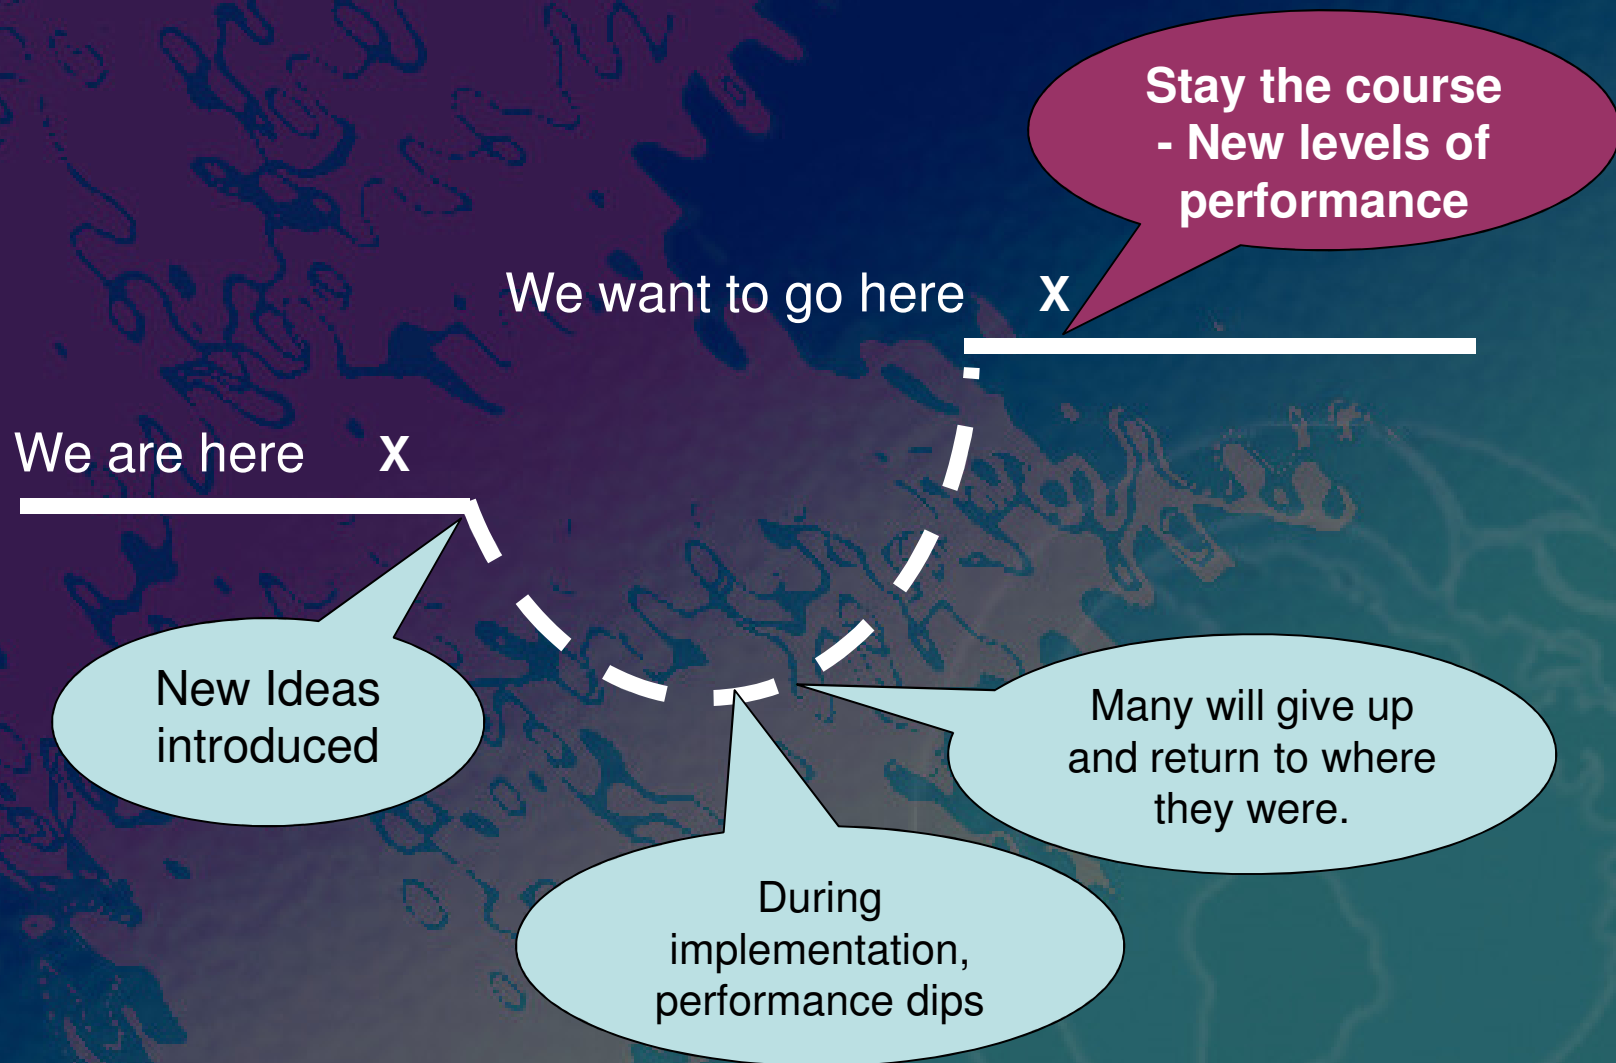 Stay the course
- New levels of
performance
We want to go here X
We are here X
New Ideas
introduced
Many will give up
and return to where
they were.
During
implementation,
performance dips